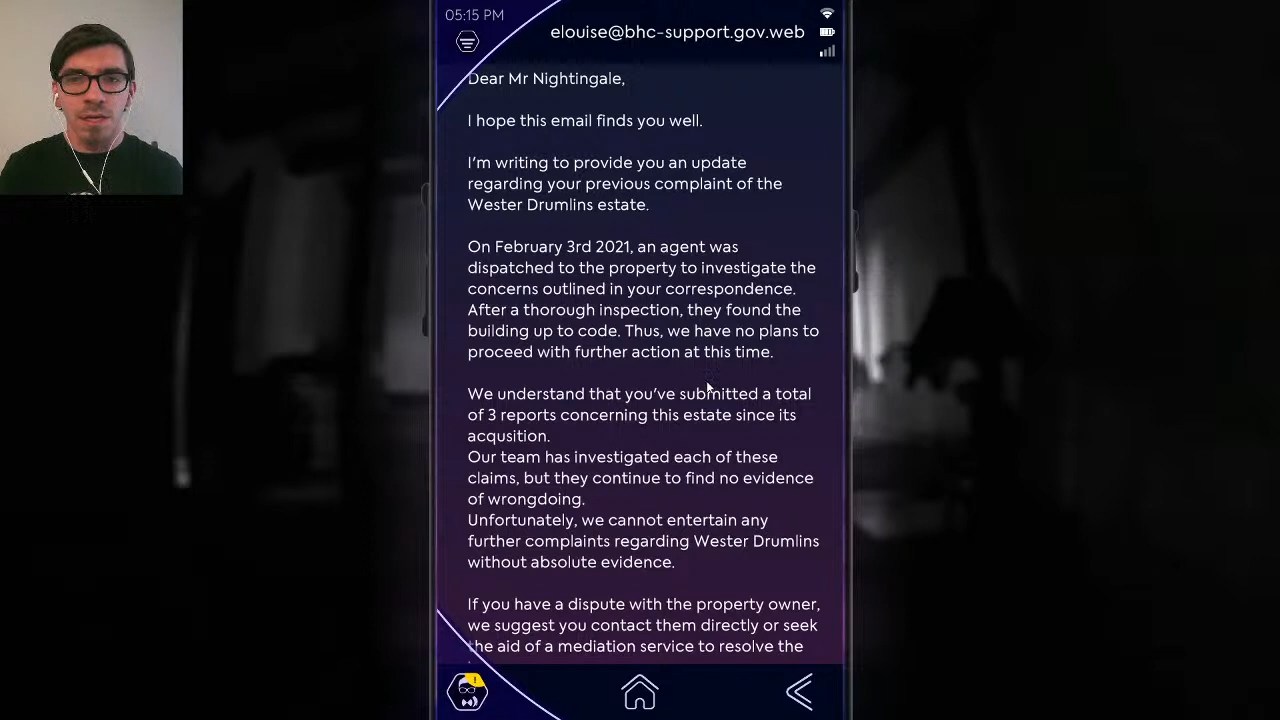 05:15 PM
elouise@bhc-support.gov.web
Dear Mr Nightingale,
I hope this email finds you well.
I'm writing to provide you an update
regarding your previous complaint of the
Wester Drumlins estate.
On February 3rd 2021, an agent was
dispatched to the property to investigate the
concerns outlined in your correspondence.
After a thorough inspection, they found the
building up to code. Thus, we have no plans to
proceed with further action at this time.
We understand that you've submitted a total
of 3 reports concerning this estate since its
acqusition.
Our team has investigated each of these
claims, but they continue to find no evidence
of wrongdoing.
Unfortunately, we cannot entertain any
further complaints regarding Wester Drumlins
without absolute evidence.
If you have a dispute with the property owner,
we suggest you contact them directly or seek
the aid of a mediation service to resolve the